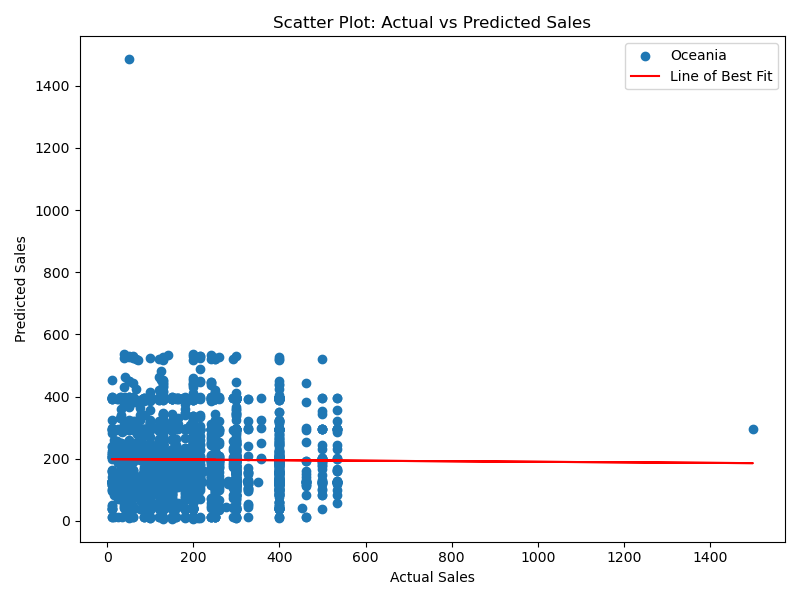 Scatter Plot: Actual vs Predicted Sales
Oceania
Line of Best Fit
Predicted Sales
1400
1200
1000
800
600
400
200
0
0 200 400 600 800 1000 1200 1400
Actual Sales